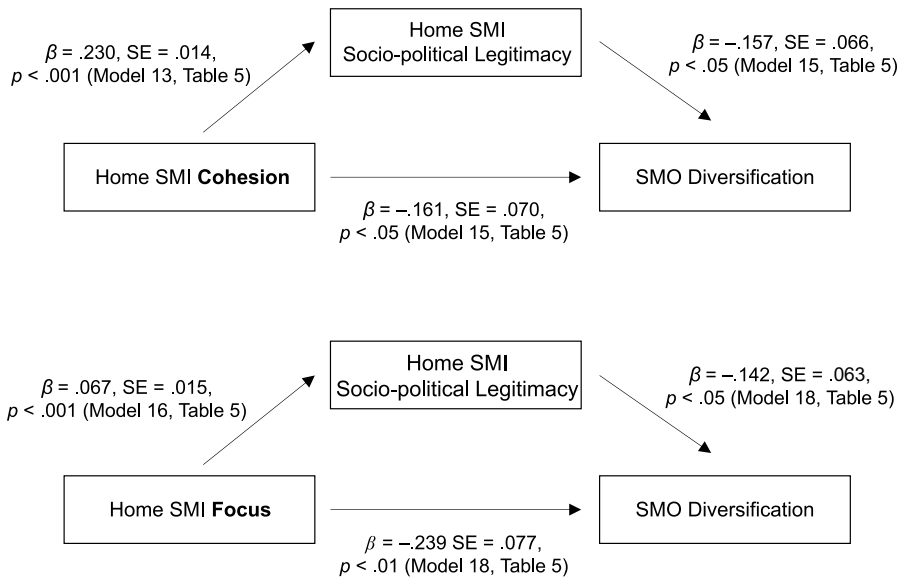 Home SMI
Socio-political Legitimacy
β = .230, SE = .014,
p < .001 (Model 13, Table 5)
β = –.157, SE = .066,
p < .05 (Model 15, Table 5)
Home SMI Cohesion
SMO Diversification
β = –.161, SE = .070,
p < .05 (Model 15, Table 5)
Home SMI
Socio-political Legitimacy
β = .067, SE = .015,
p < .001 (Model 16, Table 5)
β = –.142, SE = .063,
p < .05 (Model 18, Table 5)
Home SMI Focus
SMO Diversification
β = –.239 SE = .077,
p < .01 (Model 18, Table 5)